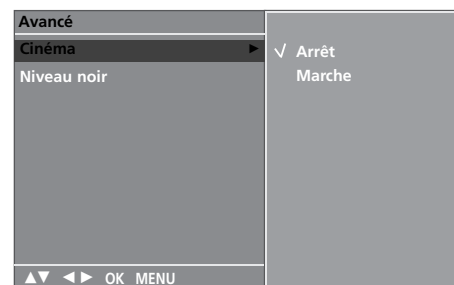 Avancé
Cinéma ►
Niveau noir
√ Arrêt
Marche
▲▼ ◄► OK MENU